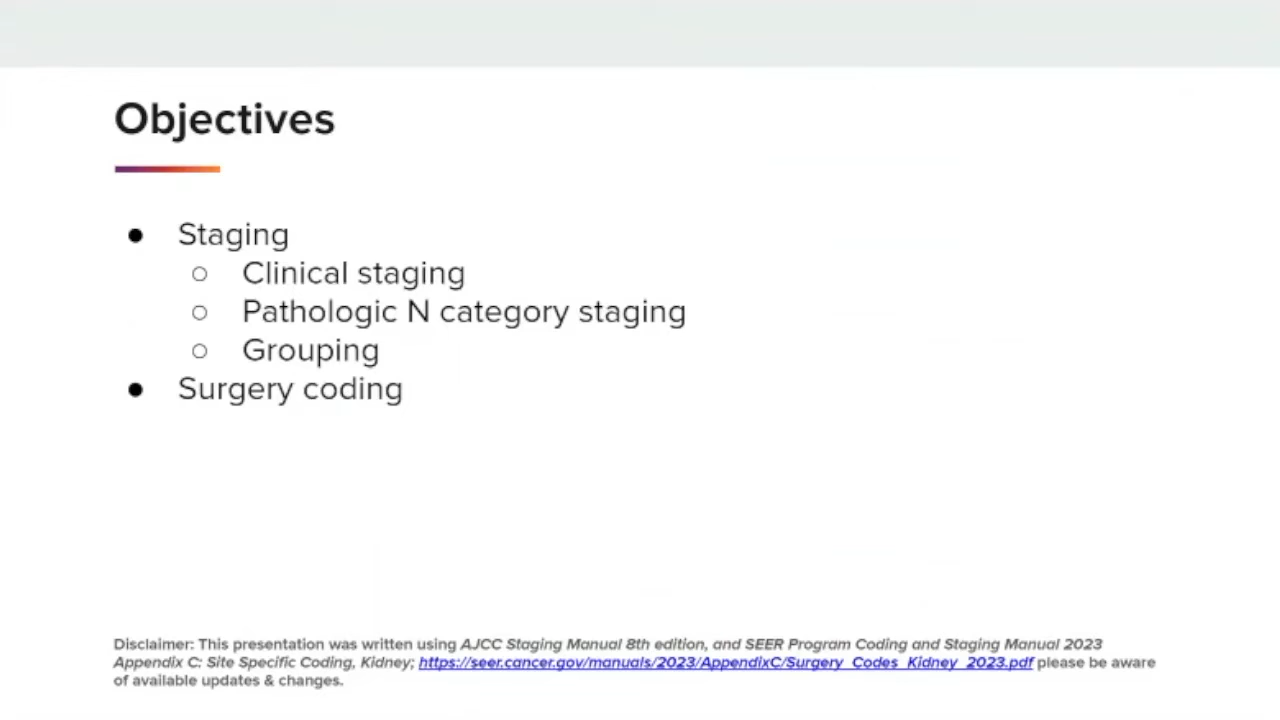 Objectives
● Staging
○ Clinical staging
○ Pathologic N category staging
○ Grouping
● Surgery coding
Disclaimer: This presentation was written using AJCC Staging Manual 8th edition, and SEER Program Coding and Staging Manual 2023
Appendix C: Site Specific Coding, Kidney; https://seer.cancer.gov/manuals/2023/AppendixC/Surgery_Codes_Kidney_2023.pdf please be aware
of available updates & changes.